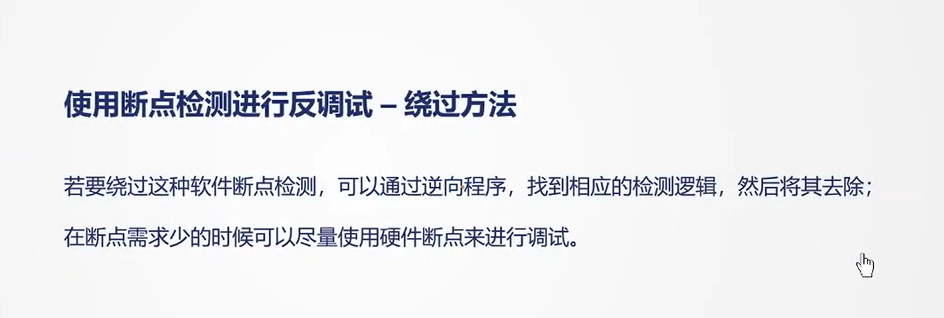 使用断点检测进行反调试 – 绕过方法
若要绕过这种软件断点检测，可以通过逆向程序，找到相应的检测逻辑，然后将其去除；
在断点需求少的时候可以尽量使用硬件断点来进行调试。